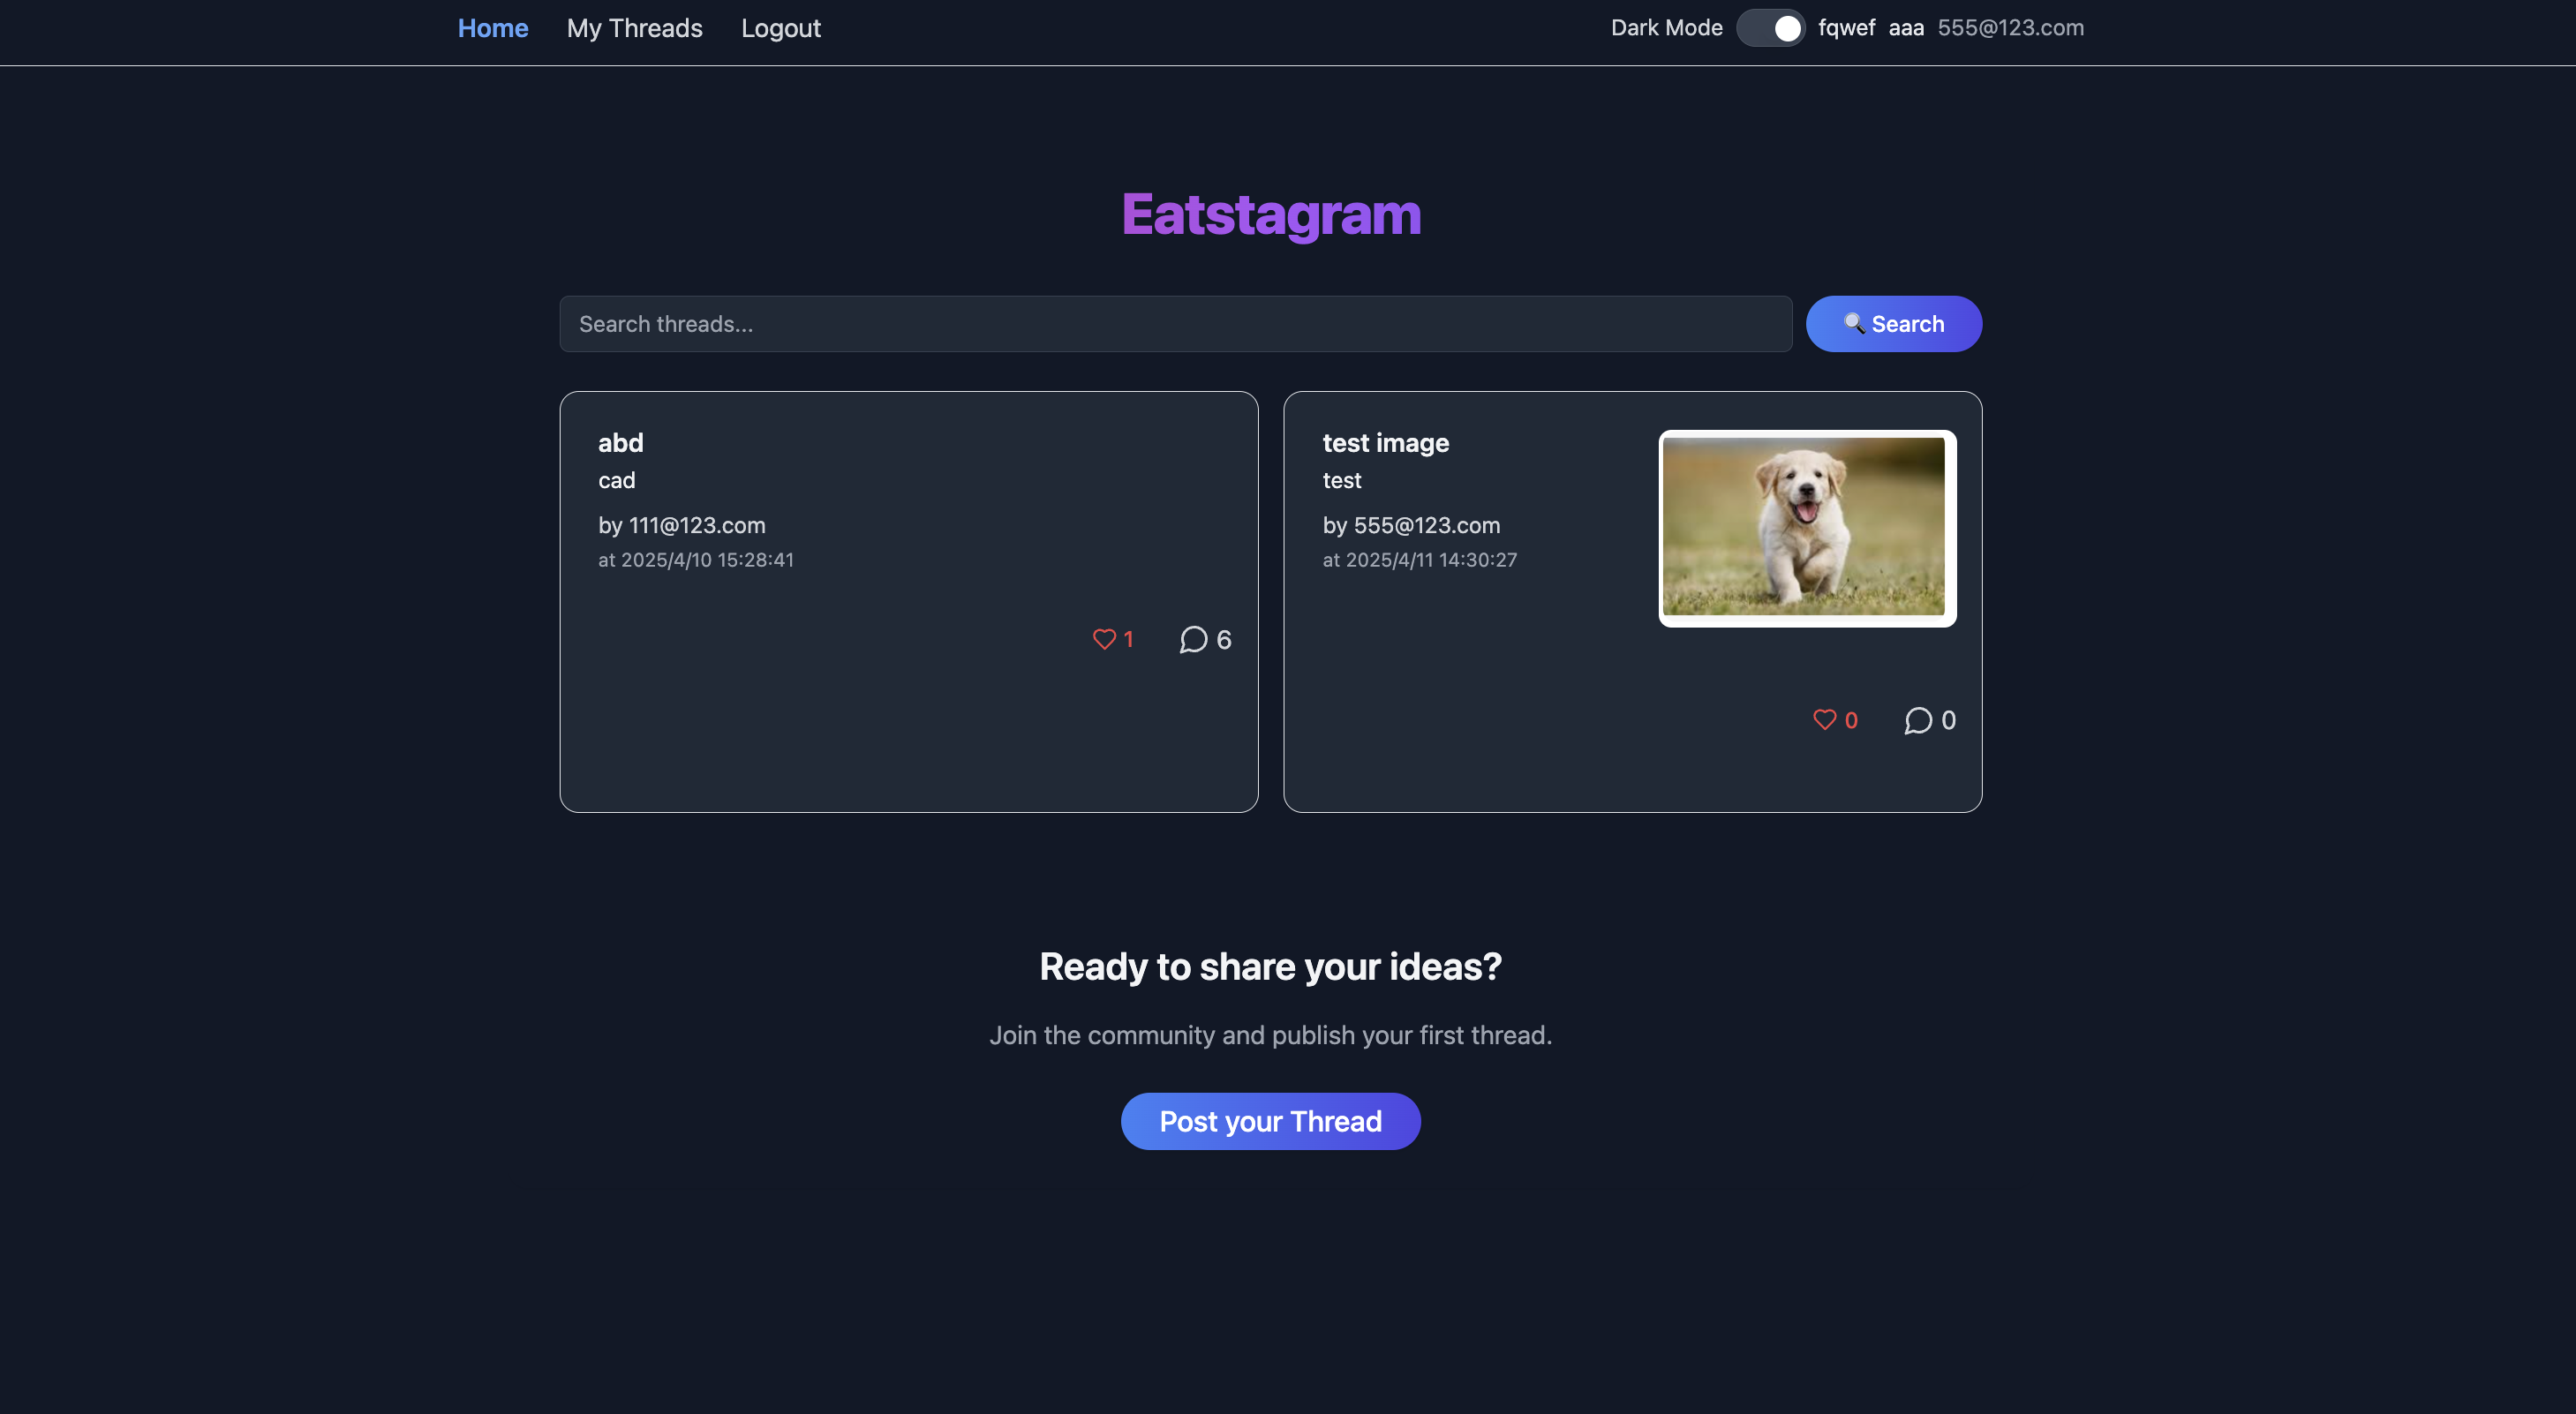 Home My Threads Logout Dark Mode fqwef aaa 555@123.com
Eatstagram
Search threads...
🔍 Search
abd
cad
by 111@123.com
at 2025/4/10 15:28:41
1 6
test image
test
by 555@123.com
at 2025/4/11 14:30:27
0 0
Ready to share your ideas?
Join the community and publish your first thread.
Post your Thread